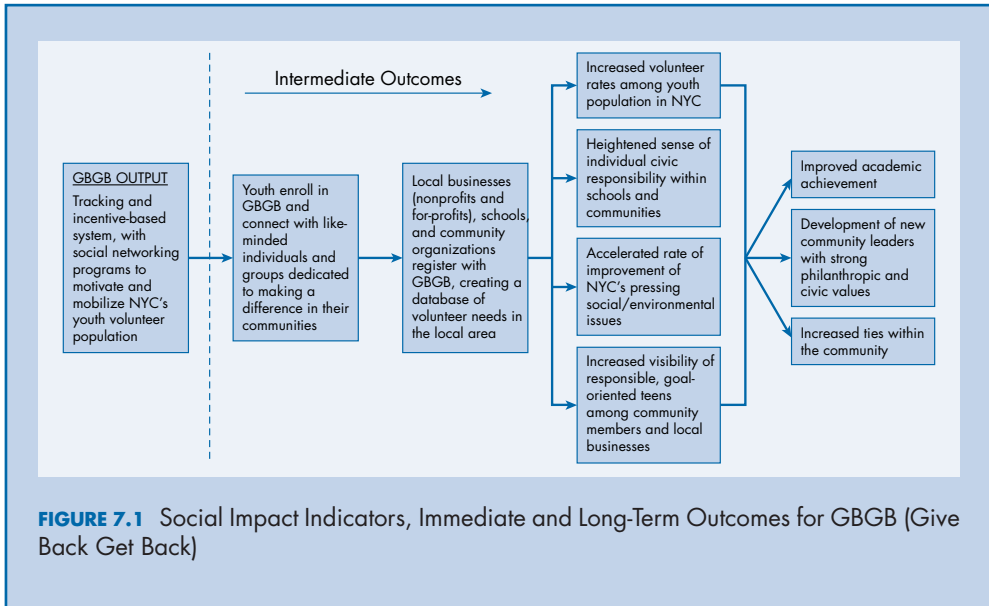 Intermediate Outcomes
GBGB OUTPUT
Tracking and
incentive-based
system, with
social networking
programs to
motivate and
mobilize NYC's
youth volunteer
population
Youth enroll in
GBGB and
connect with like-
minded
individuals and
groups dedicated
to making a
difference in their
communities
Local businesses
(nonprofits and
for-profits), schools,
and community
organizations
register with
GBGB, creating a
database of
volunteer needs in
the local area
Increased volunteer
rates among youth
population in NYC
Heightened sense of
individual civic
responsibility within
schools and
communities
Accelerated rate of
improvement of
NYC's pressing
social/environmental
issues
Increased visibility of
responsible, goal-
oriented teens
among community
members and local
businesses
Improved academic
achievement
Development of new
community leaders
with strong
philanthropic and
civic values
Increased ties within
the community
FIGURE 7.1 Social Impact Indicators, Immediate and Long-Term Outcomes for GBGB (Give
Back Get Back)